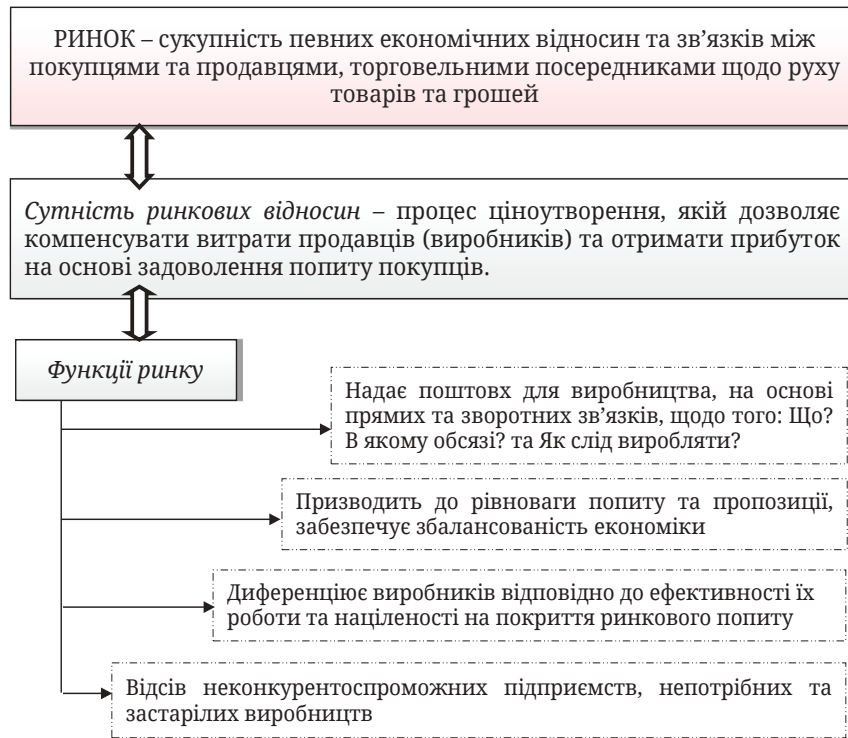 РИНОК – сукупність певних економічних відносин та зв’язків між
покупцями та продавцями, торговельними посередниками щодо руху
товарів та грошей
Сутність ринкових відносин – процес ціноутворення, якій дозволяє
компенсувати витрати продавців (виробників) та отримати прибуток
на основі задоволення попиту покупців.
Функції ринку
Надає поштовх для виробництва, на основі
прямих та зворотних зв’язків, щодо того: Що?
В якому обсязі? та Як слід виробляти?
Призводить до рівноваги попиту та пропозиції,
забезпечує збалансованість економіки
Диференціює виробників відповідно до ефективності їх
роботи та націленості на покриття ринкового попиту
Відсів неконкурентоспроможних підприємств, непотрібних та
застарілих виробництв